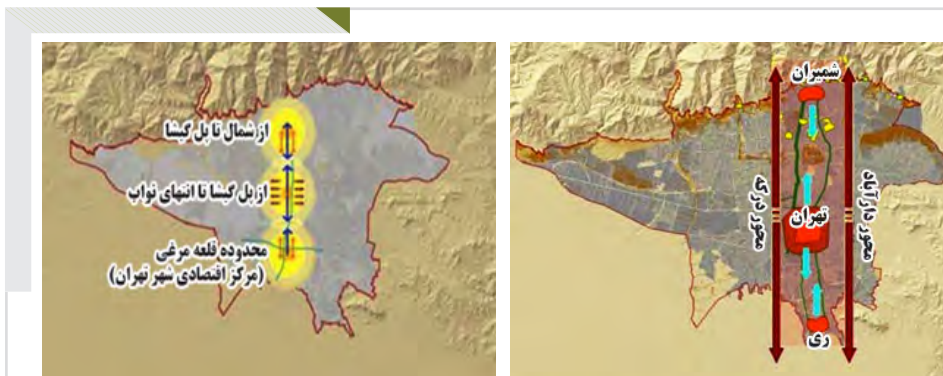 از شمال تا پل گیشا
از پل گیشا تا انتهای نواب
محدوده قلعه مرغی
(مرکز اقتصادی شهر تهران)
شمیران
تهران
ری
محور درکه
محور دارآباد